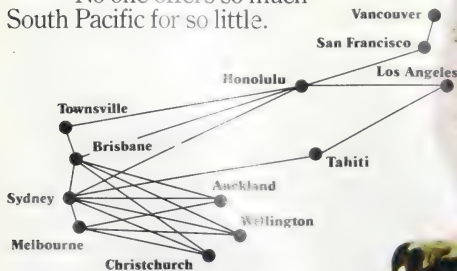 No one offers so much
South Pacific for so little.
Vancouver
San Francisco
Honolulu
Los Angeles
Townsville
Brisbane
Tahiti
Sydney
Auckland
Wellington
Melbourne
Christchurch